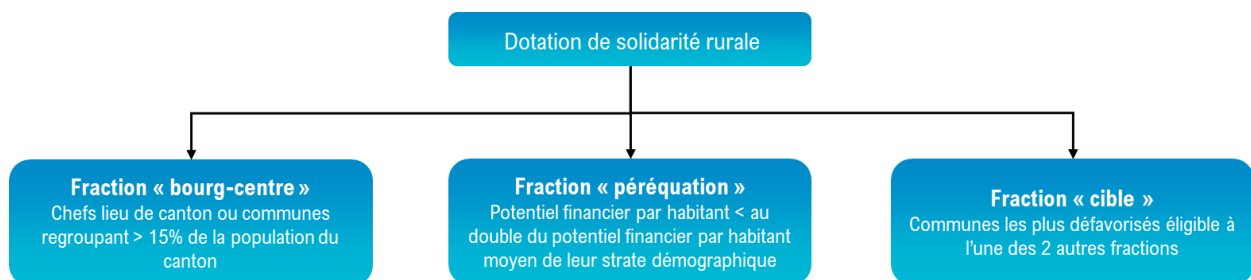 Dotation de solidarité rurale
Fraction « bourg-centre »
Chefs lieu de canton ou communes
regroupant > 15% de la population du
canton
Fraction « péréquation »
Potentiel financier par habitant < au
double du potentiel financier par habitant
moyen de leur strate démographique
Fraction « cible »
Communes les plus défavorisés éligible à
l’une des 2 autres fractions